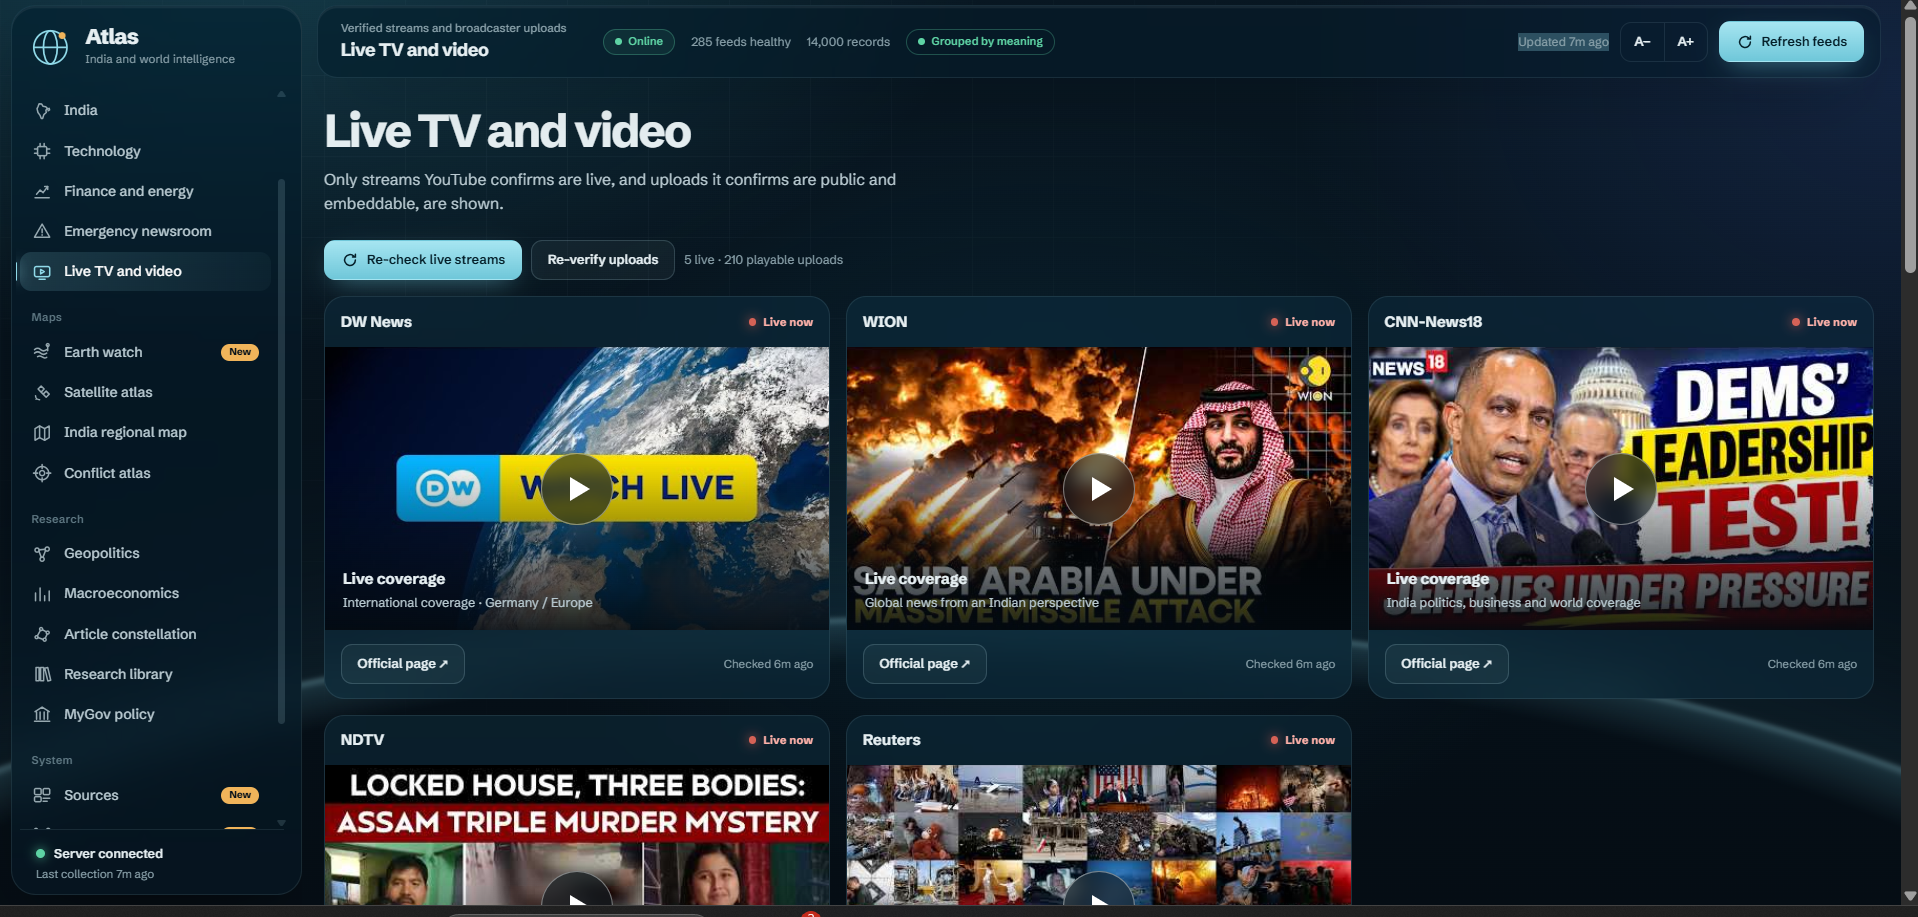 Atlas
India and world intelligence
India
Technology
Finance and energy
Emergency newsroom
Live TV and video
Maps
Earth watch New
Satellite atlas
India regional map
Conflict atlas
Research
Geopolitics
Macroeconomics
Article constellation
Research library
MyGov policy
System
Sources New
Server connected
Last collection 7m ago
Verified streams and broadcaster uploads
Live TV and video
Online 285 feeds healthy 14,000 records Grouped by meaning
Updated 7m ago A− A+ Refresh feeds
Live TV and video
Only streams YouTube confirms are live, and uploads it confirms are public and
embeddable, are shown.
Re-check live streams Re-verify uploads 5 live · 210 playable uploads
DW News Live now
DW WATCH LIVE
Live coverage
International coverage · Germany / Europe
Official page ↗ Checked 6m ago
WION Live now
WION
SAUDI ARABIA UNDER
MASSIVE MISSILE ATTACK
Live coverage
Global news from an Indian perspective
Official page ↗ Checked 6m ago
CNN-News18 Live now
NEWS 18
DEMS'
LEADERSHIP
TEST!
JEFFRIES UNDER PRESSURE
Live coverage
India politics, business and world coverage
Official page ↗ Checked 6m ago
NDTV Live now
LOCKED HOUSE, THREE BODIES:
ASSAM TRIPLE MURDER MYSTERY
Reuters Live now